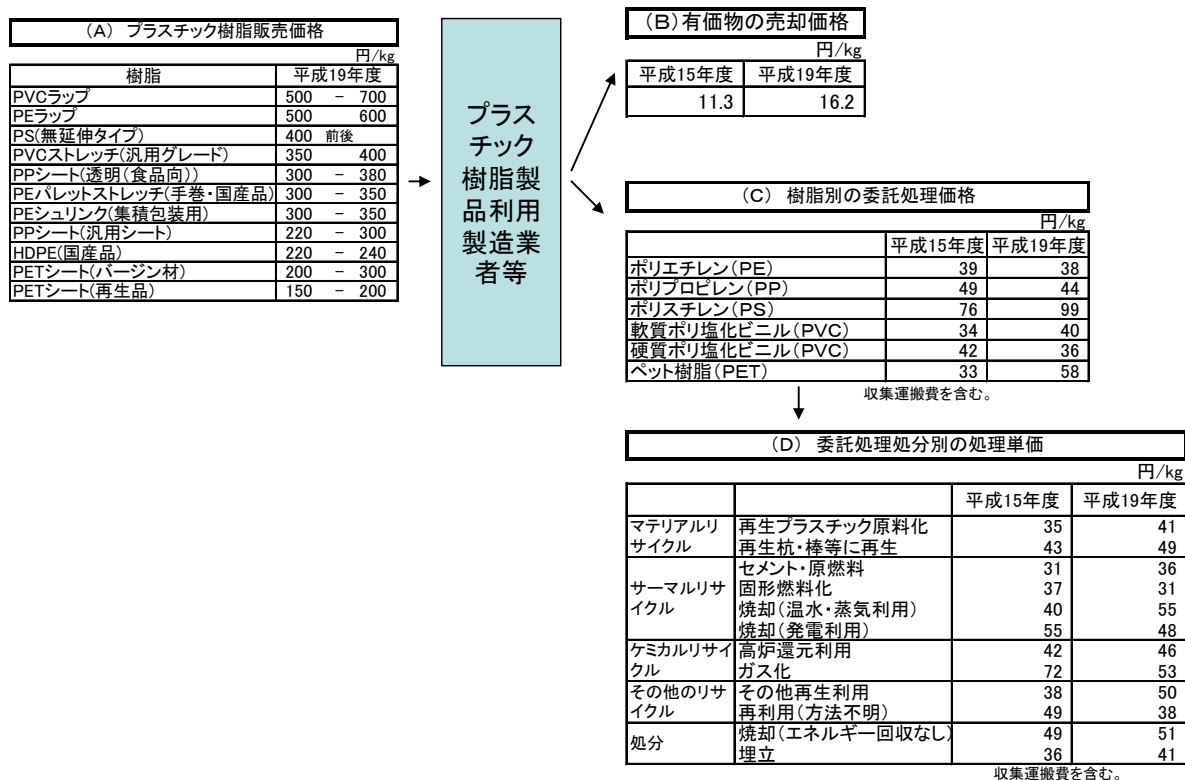 (A) プラスチック樹脂販売価格
円/kg
樹脂 平成19年度
PVCラップ 500 - 700
PEラップ 500 600
PS(無延伸タイプ) 400 前後
PVCストレッチ(汎用グレード) 350 400
PPシート(透明(食品向)) 300 - 380
PEパレットストレッチ(手巻・国産品) 300 - 350
PEシュリンク(集積包装用) 300 - 350
PPシート(汎用シート) 220 - 300
HDPE(国産品) 220 - 240
PETシート(バージン材) 200 - 300
PETシート(再生品) 150 - 200
プラス
チック
樹脂製
品利用
製造業
者等
(B)有価物の売却価格
円/kg
平成15年度 平成19年度
11.3 16.2
(C) 樹脂別の委託処理価格
円/kg
平成15年度 平成19年度
ポリエチレン(PE) 39 38
ポリプロピレン(PP) 49 44
ポリスチレン(PS) 76 99
軟質ポリ塩化ビニル(PVC) 34 40
硬質ポリ塩化ビニル(PVC) 42 36
ペット樹脂(PET) 33 58
収集運搬費を含む。
(D) 委託処理処分別の処理単価
円/kg
平成15年度 平成19年度
マテリアルリ 再生プラスチック原料化 35 41
サイクル 再生杭・棒等に再生 43 49
セメント・原燃料 31 36
サーマルリサ 固形燃料化 37 31
イクル 焼却(温水・蒸気利用) 40 55
焼却(発電利用) 55 48
ケミカルリサイ 高炉還元利用 42 46
クル ガス化 72 53
その他のリサ その他再生利用 38 50
イクル 再利用(方法不明) 49 38
処分 焼却(エネルギー回収なし) 49 51
埋立 36 41
収集運搬費を含む。